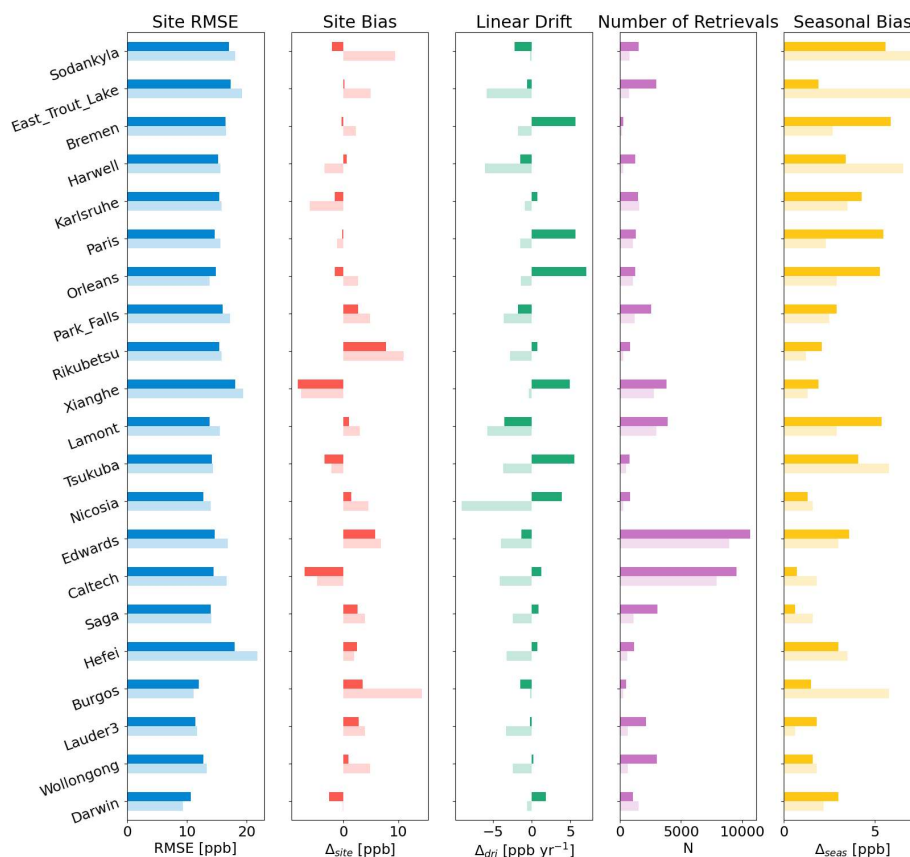 Site RMSE Site Bias Linear Drift Number of Retrievals Seasonal Bias
Sodankyla
East_Trout_Lake
Bremen
Harwell
Karlsruhe
Paris
Orleans
Park_Falls
Rikubetsu
Xianghe
Lamont
Tsukuba
Nicosia
Edwards
Caltech
Saga
Hefei
Burgos
Lauder3
Wollongong
Darwin
0 10 20 0 10 −5 0 5 0 5000 10000 0 5
RMSE [ppb] Δsite [ppb] Δdri [ppb yr⁻¹] N Δseas [ppb]